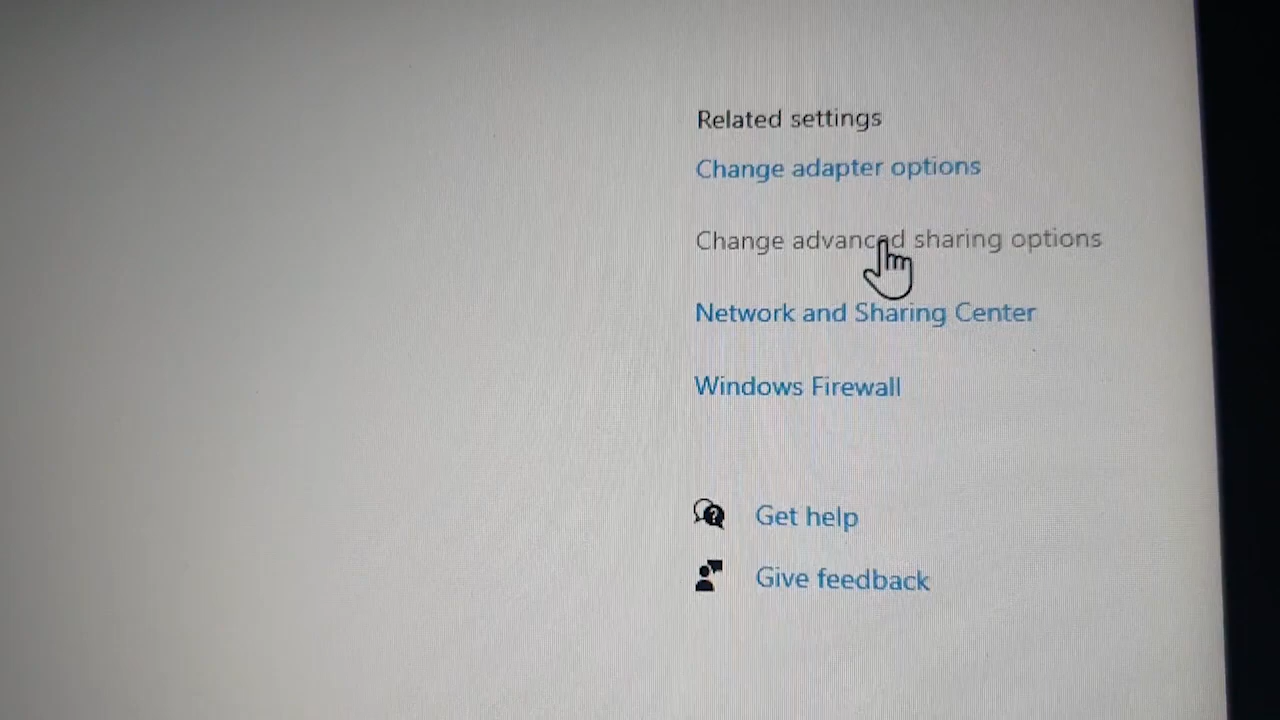 Related settings
Change adapter options
Change advanced sharing options
Network and Sharing Center
Windows Firewall
Get help
Give feedback